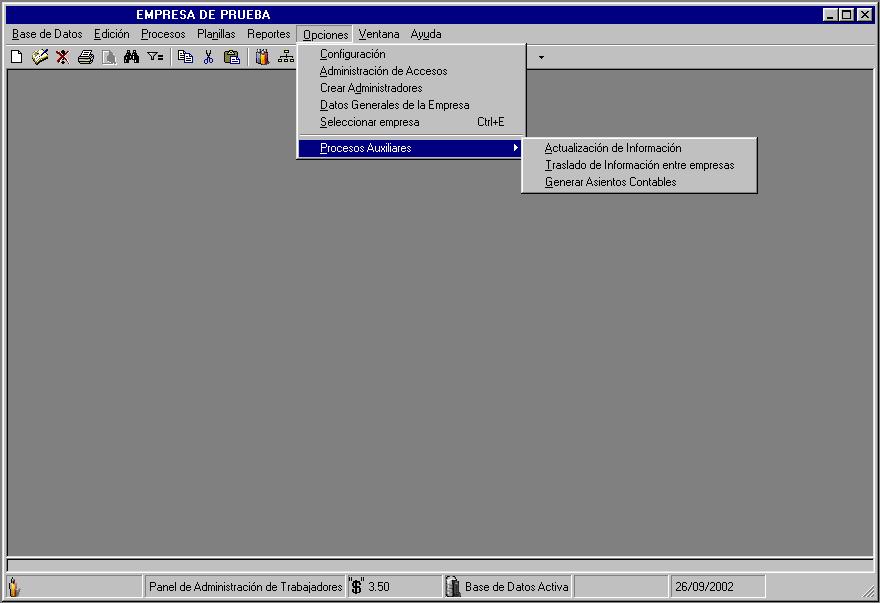 EMPRESA DE PRUEBA
Base de Datos Edición Procesos Planillas Reportes Opciones Ventana Ayuda
Configuración
Administración de Accesos
Crear Administradores
Datos Generales de la Empresa
Seleccionar empresa Ctrl+E
Procesos Auxiliares
Actualización de Información
Traslado de Información entre empresas
Generar Asientos Contables
Panel de Administración de Trabajadores "$" 3.50 Base de Datos Activa 26/09/2002